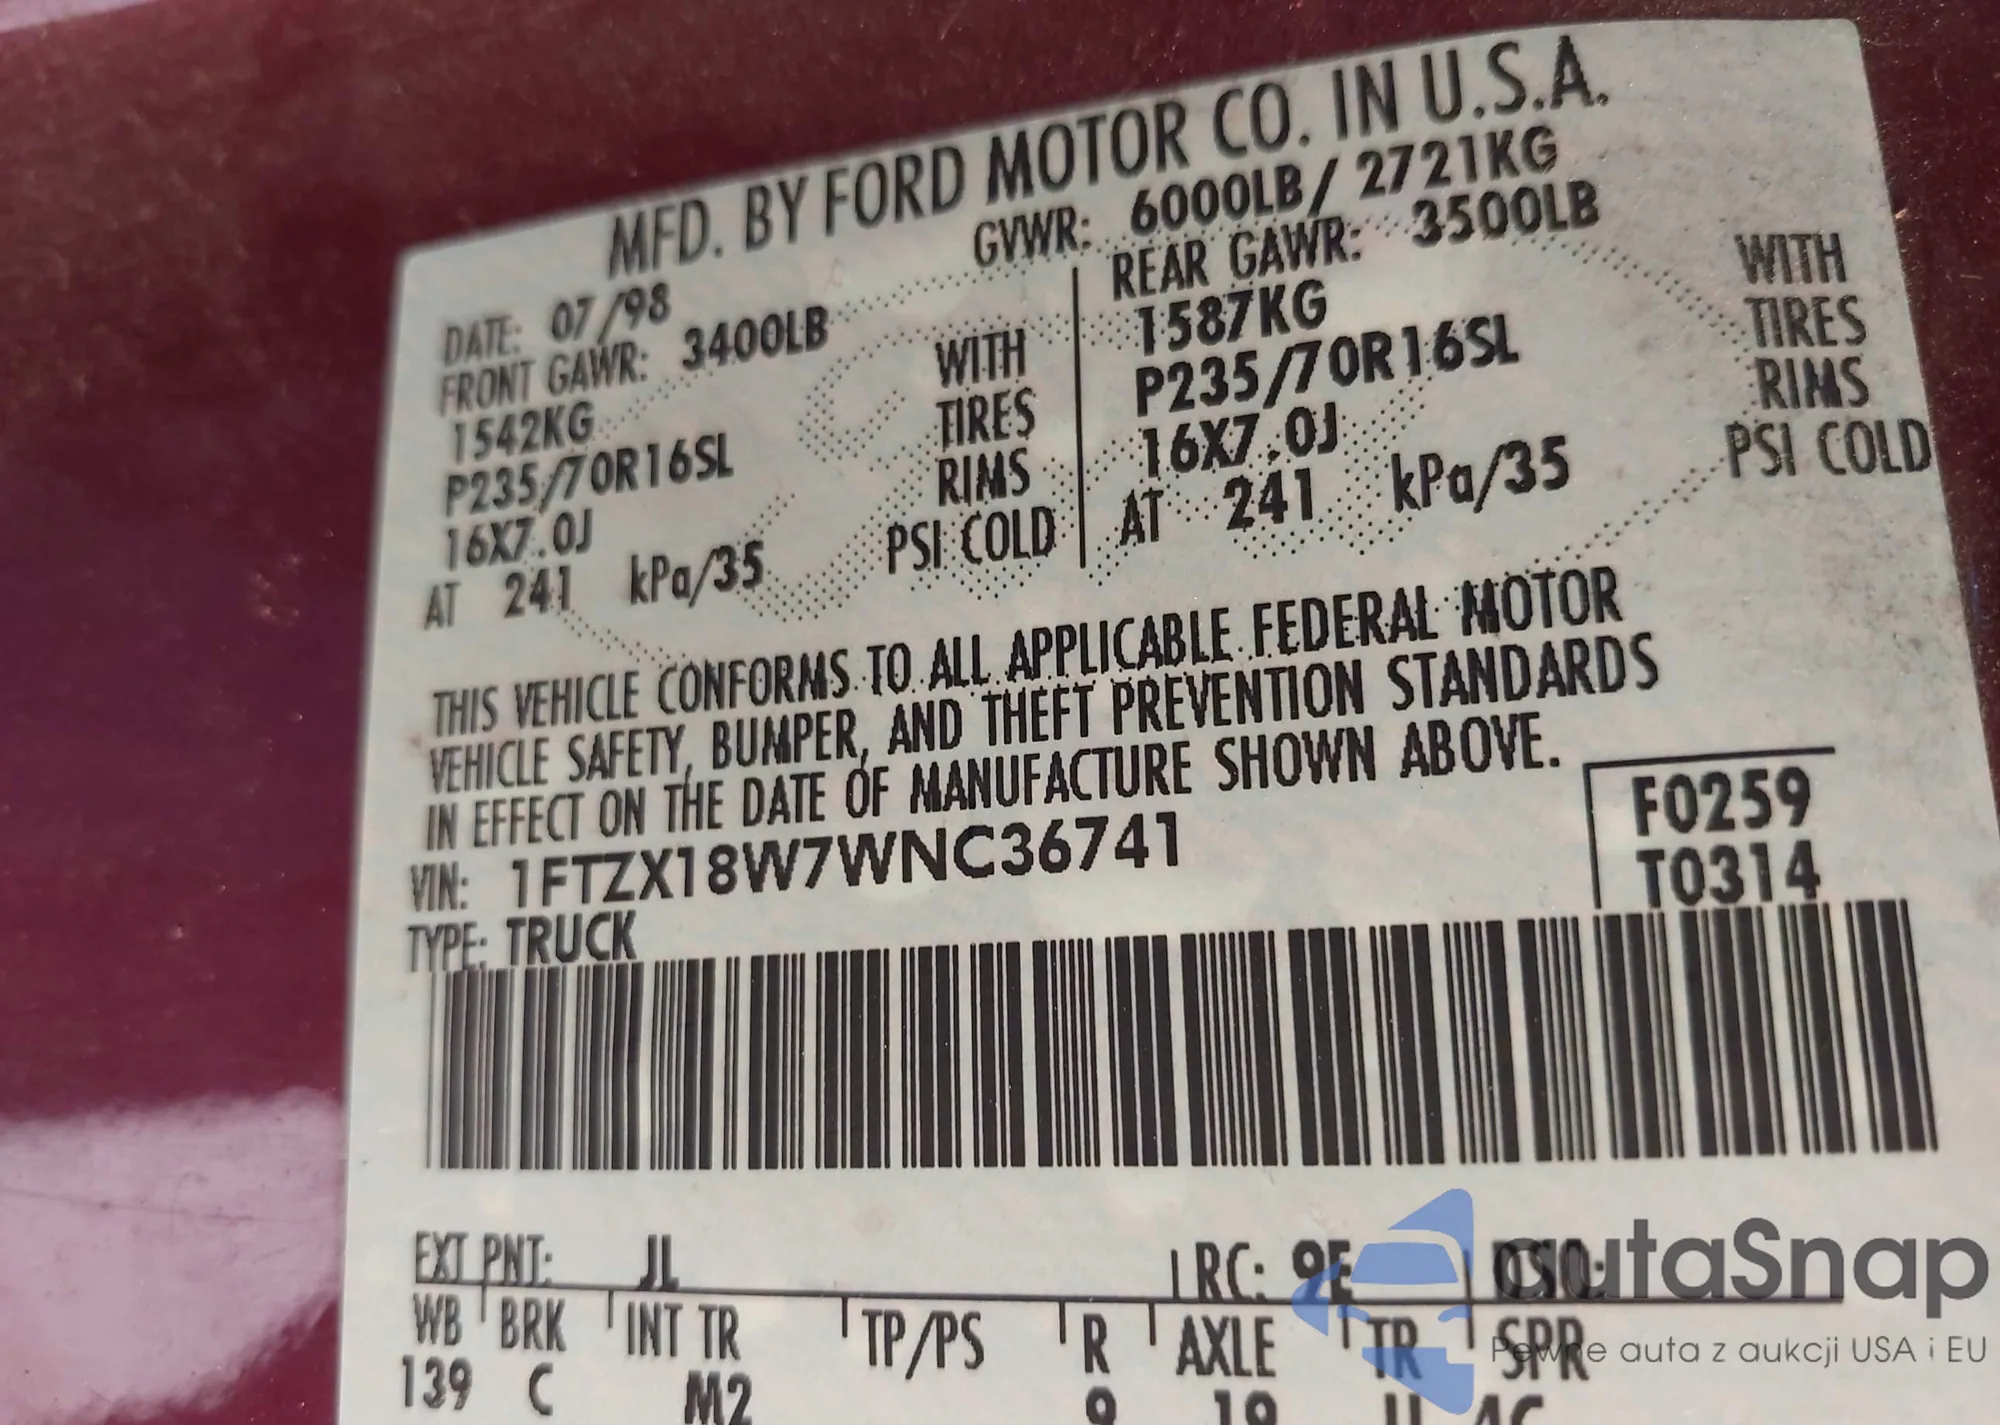 MFD. BY FORD MOTOR CO. IN U.S.A.
GVWR: 6000LB/ 2721KG
DATE: 07/98
FRONT GAWR: 3400LB
1542KG WITH
P235/70R16SL TIRES
16X7.0J RIMS
AT 241 kPa/35 PSI COLD
REAR GAWR: 3500LB
1587KG WITH
P235/70R16SL TIRES
16X7.0J RIMS
AT 241 kPa/35 PSI COLD
THIS VEHICLE CONFORMS TO ALL APPLICABLE FEDERAL MOTOR
VEHICLE SAFETY, BUMPER, AND THEFT PREVENTION STANDARDS
IN EFFECT ON THE DATE OF MANUFACTURE SHOWN ABOVE.
F0259
T0314
VIN: 1FTZX18W7WNC36741
TYPE: TRUCK
EXT PNT: JL RC: 9E DSO:
WB BRK INT TR TP/PS R AXLE TR SPR
139 C M2 9 19
autaSnap
Pewne auta z aukcji USA i EU